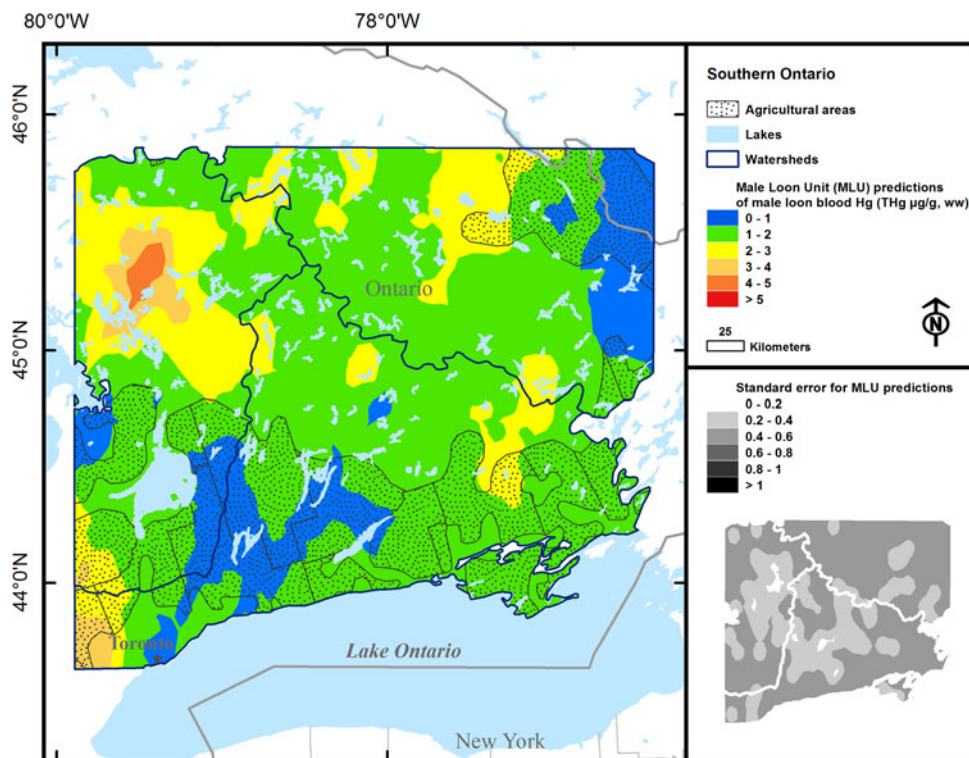 80°0'W
78°0'W
46°0'N
45°0'N
44°0'N
Ontario
Toronto
Lake Ontario
New York
Southern Ontario
Agricultural areas
Lakes
Watersheds
Male Loon Unit (MLU) predictions
of male loon blood Hg (THg µg/g, ww)
0 - 1
1 - 2
2 - 3
3 - 4
4 - 5
> 5
25
Kilometers
N
Standard error for MLU predictions
0 - 0.2
0.2 - 0.4
0.4 - 0.6
0.6 - 0.8
0.8 - 1
> 1